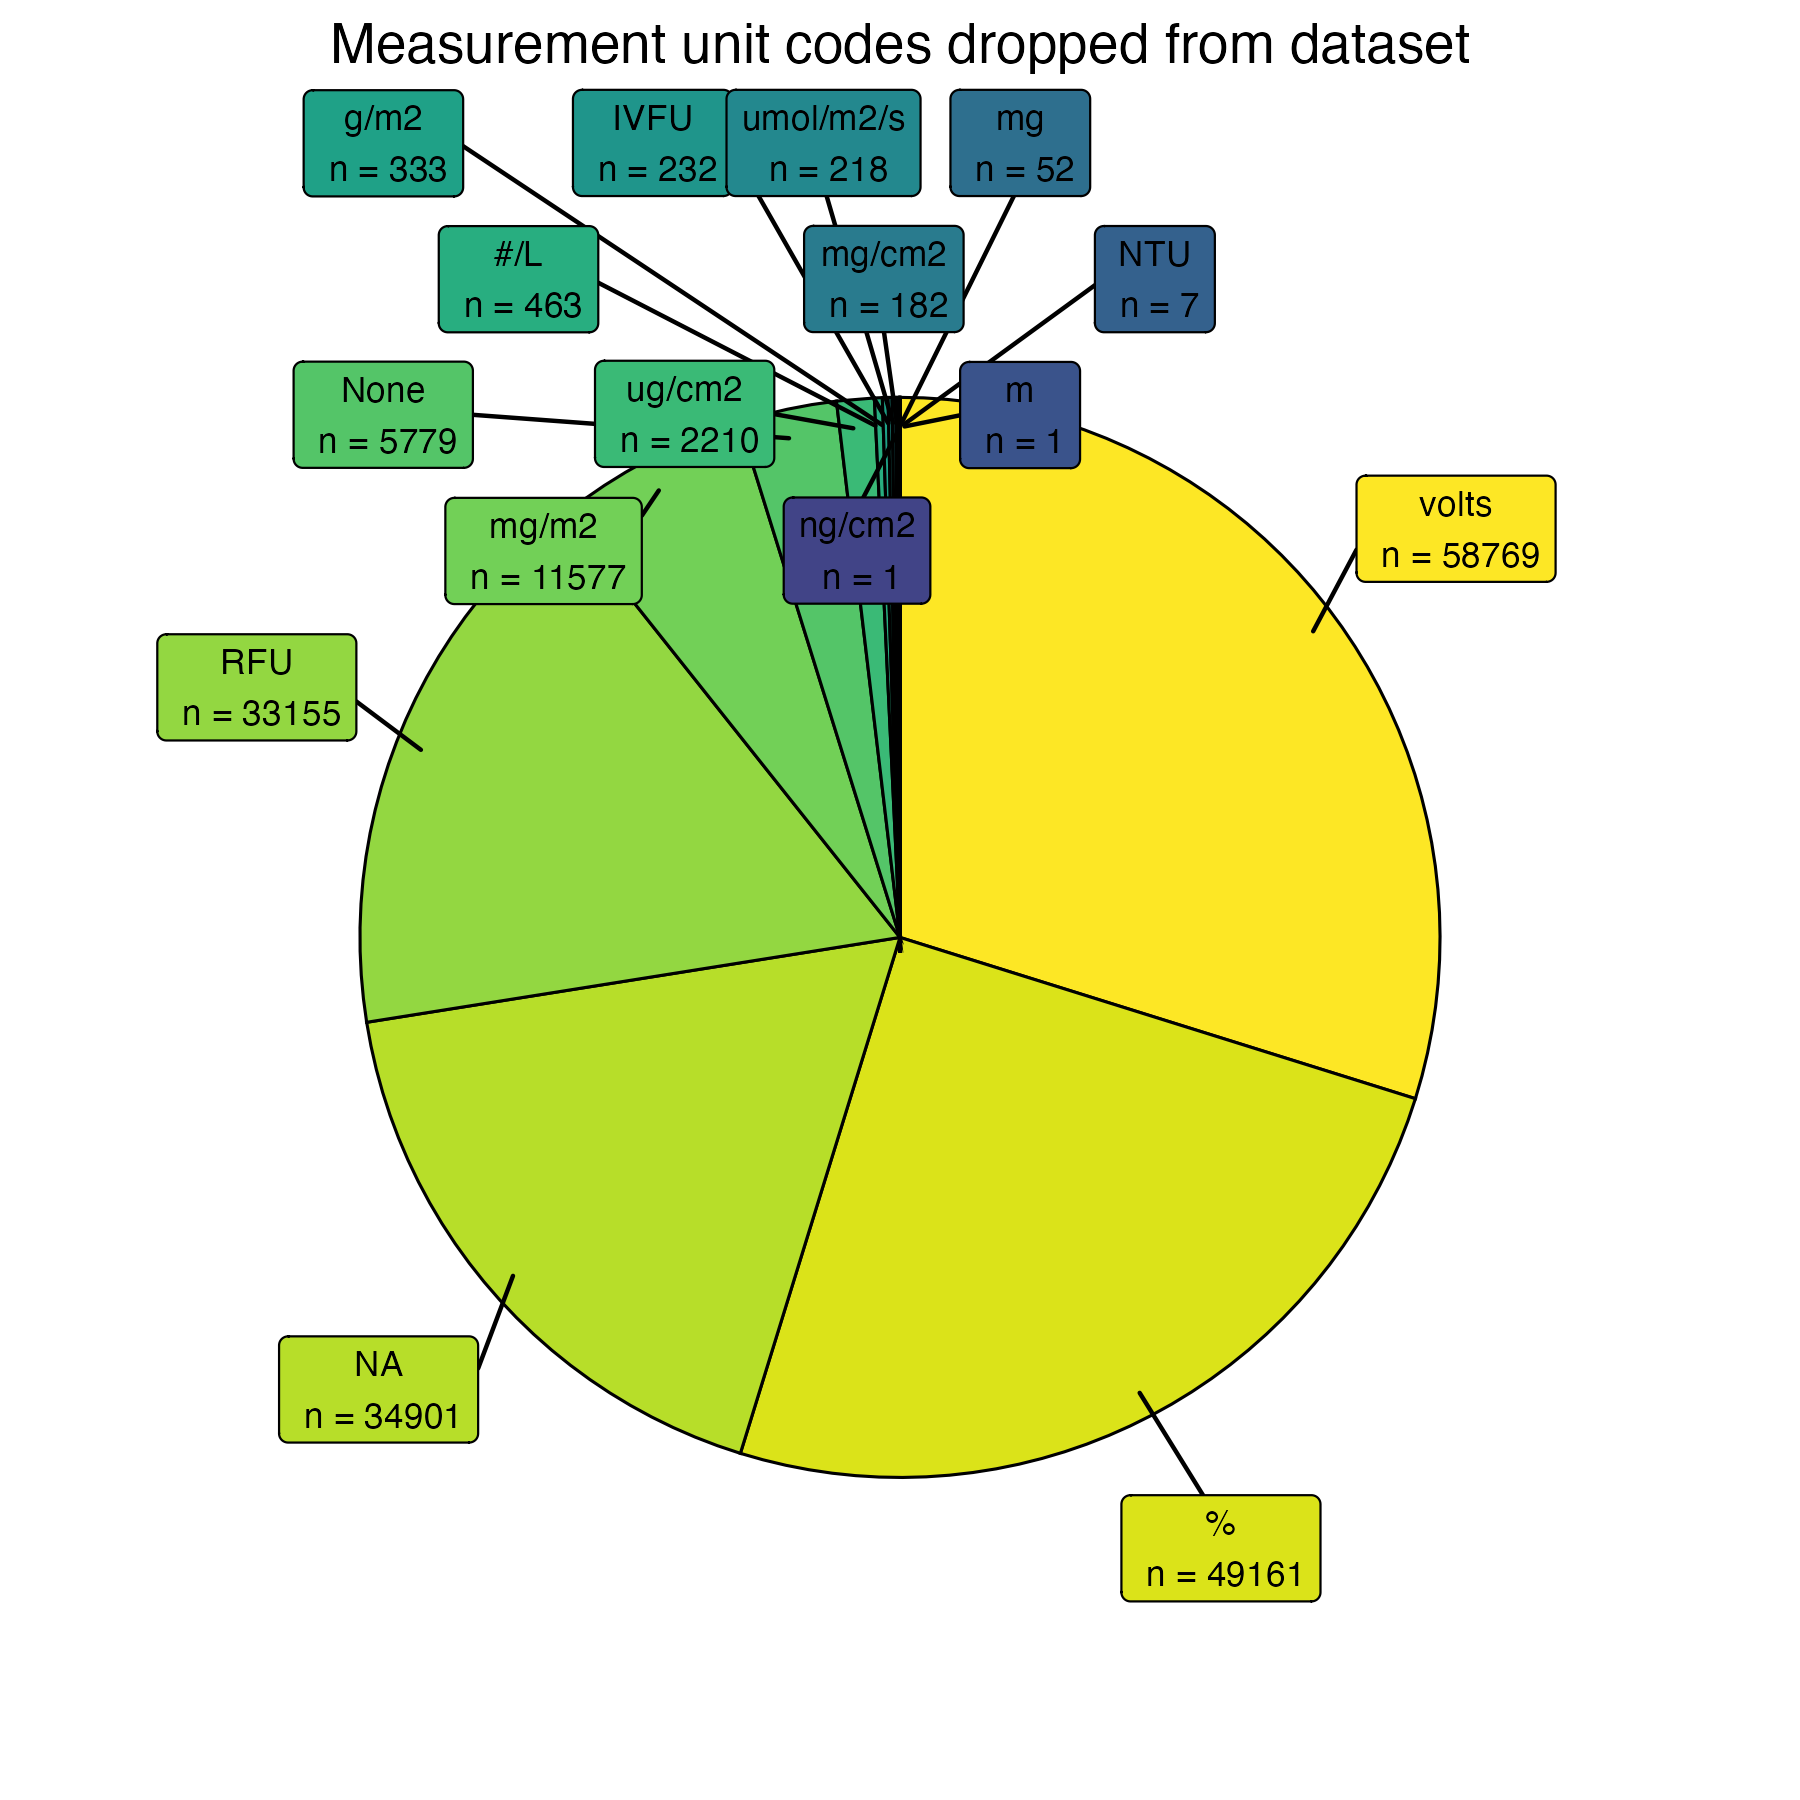 Measurement unit codes dropped from dataset
g/m2
n = 333
IVFU
n = 232
umol/m2/s
n = 218
mg
n = 52
#/L
n = 463
mg/cm2
n = 182
NTU
n = 7
None
n = 5779
ug/cm2
n = 2210
m
n = 1
volts
n = 58769
mg/m2
n = 11577
ng/cm2
n = 1
RFU
n = 33155
NA
n = 34901
%
n = 49161